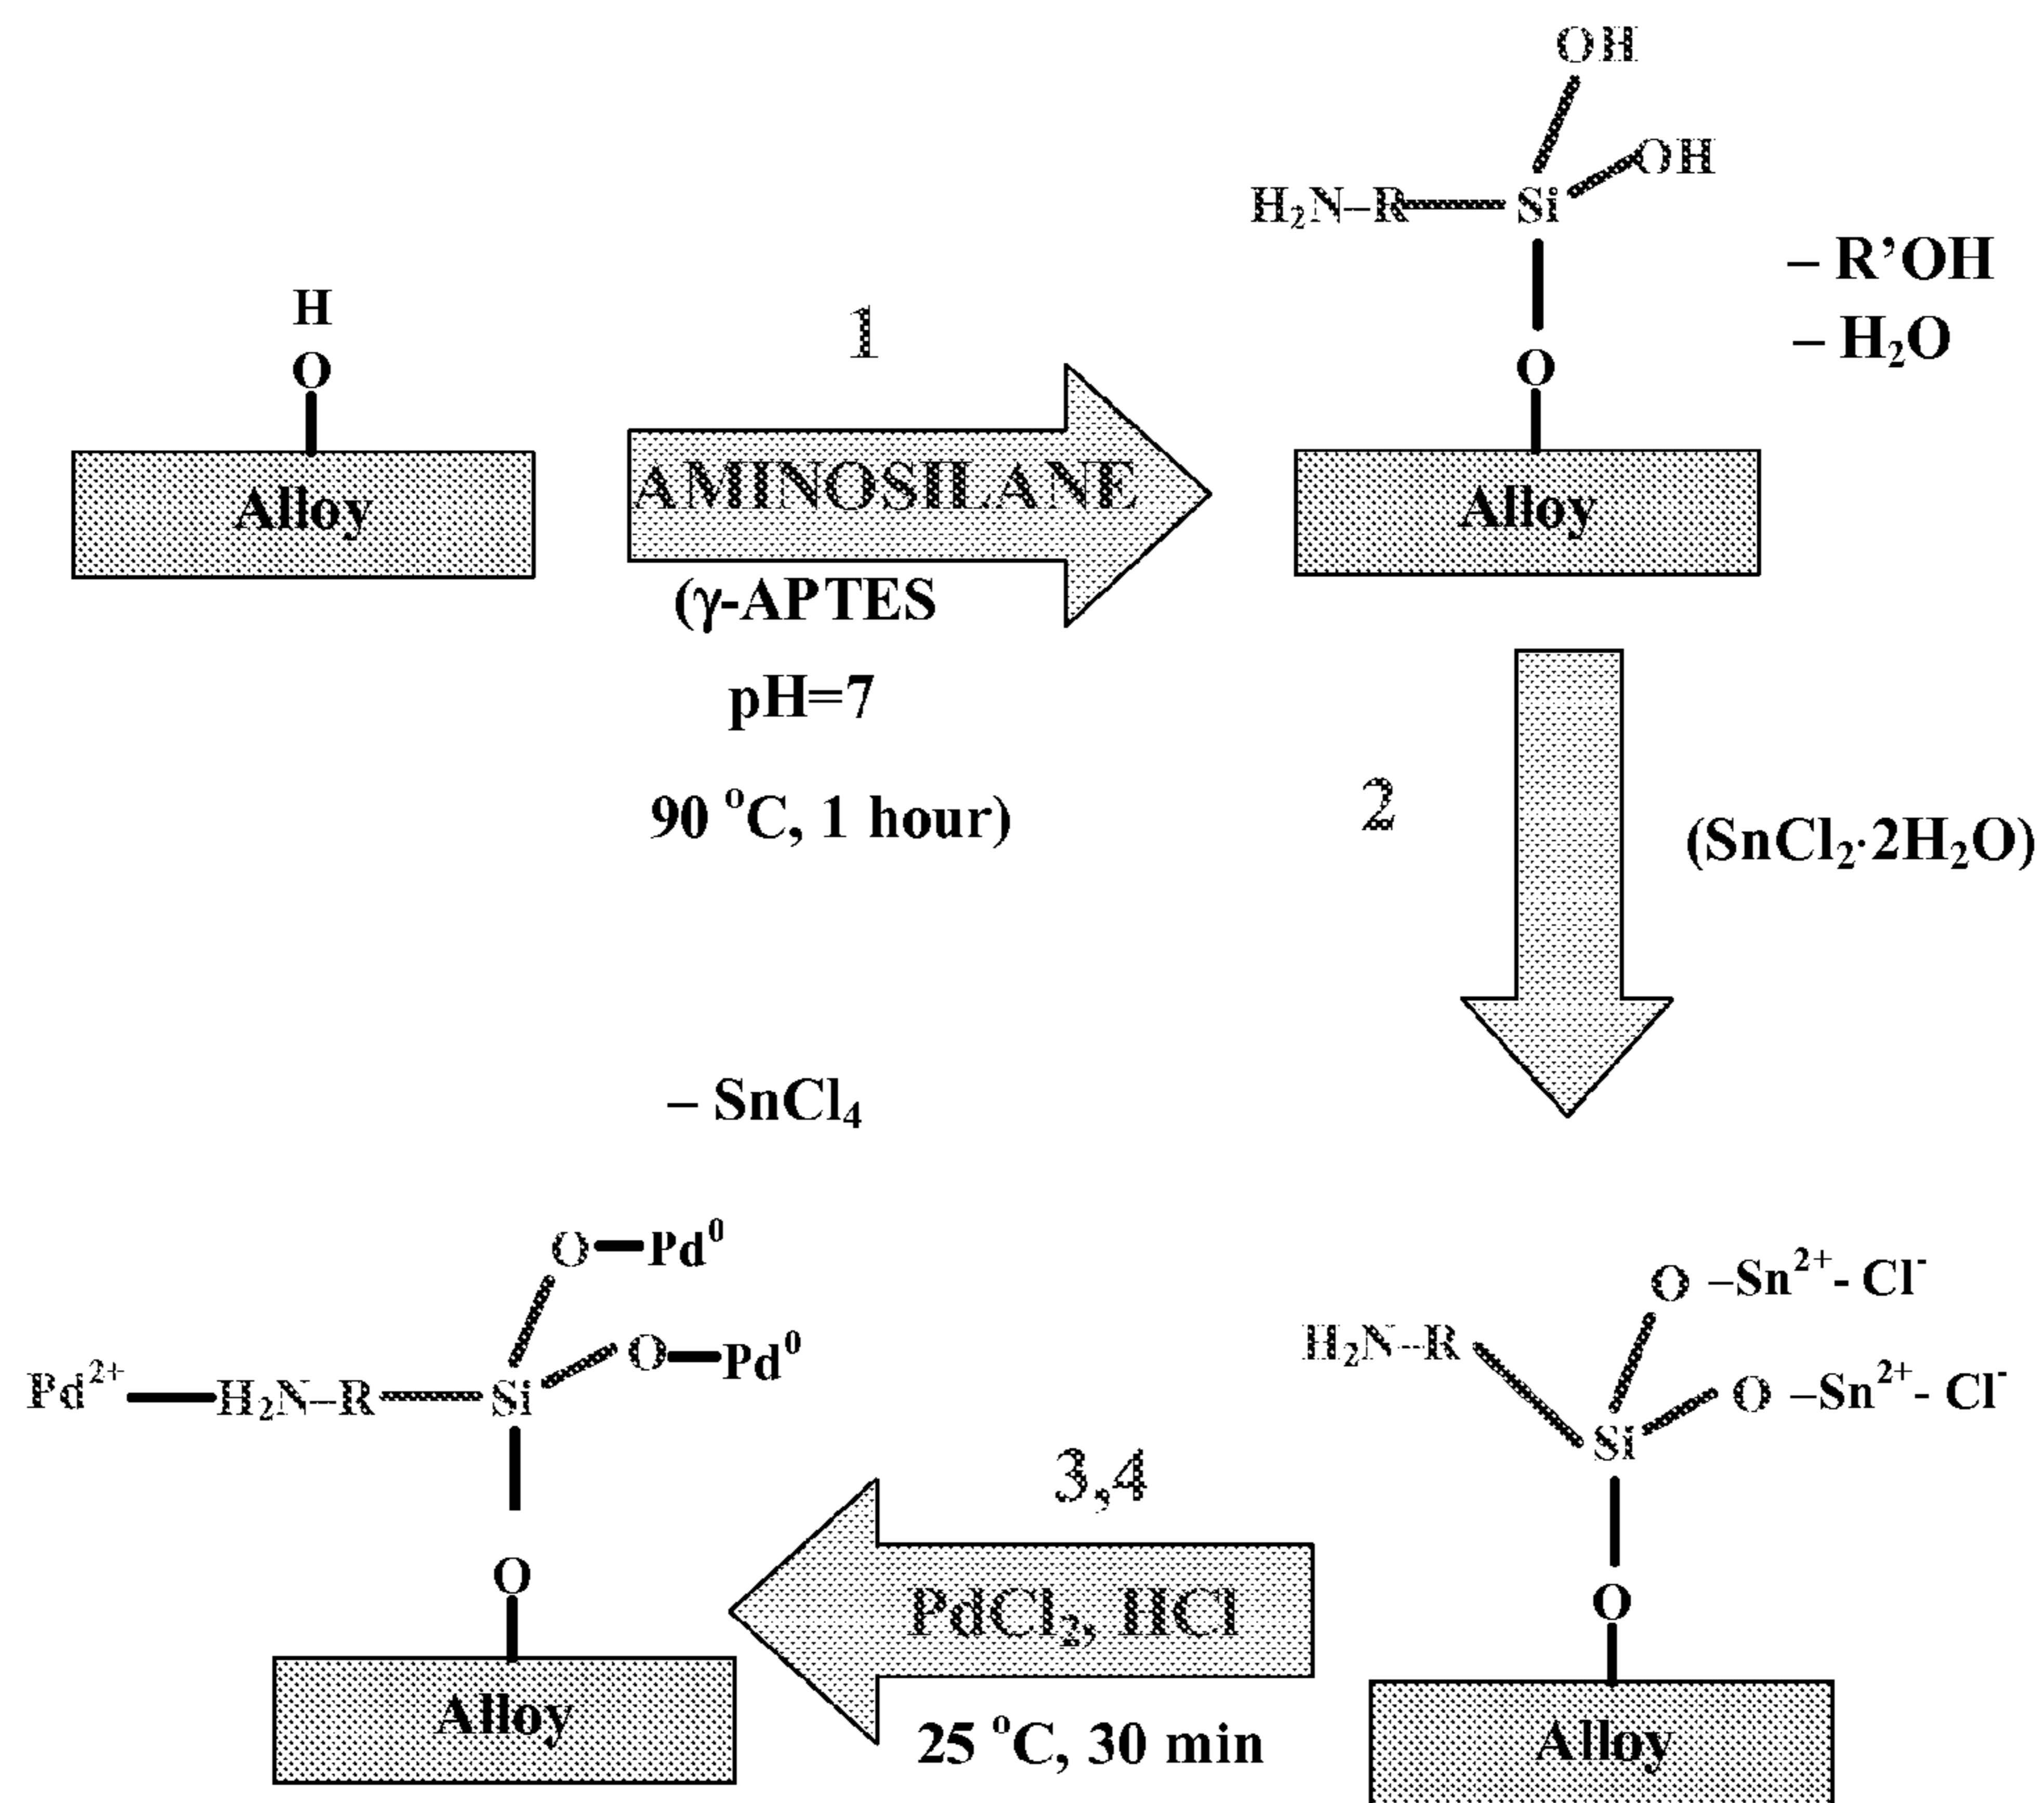 H
O
Alloy
1
AMINOSILANE
(γ-APTES
pH=7
90 °C, 1 hour)
OH
OH
H₂N–R
Si
– R’OH
– H₂O
O
Alloy
2
(SnCl₂·2H₂O)
O –Sn²⁺- Cl⁻
H₂N–R
O –Sn²⁺- Cl⁻
Si
O
Alloy
3,4
PdCl₂, HCl
25 °C, 30 min
– SnCl₄
O Pd⁰
O Pd⁰
Pd²⁺ H₂N–R Si
O
Alloy